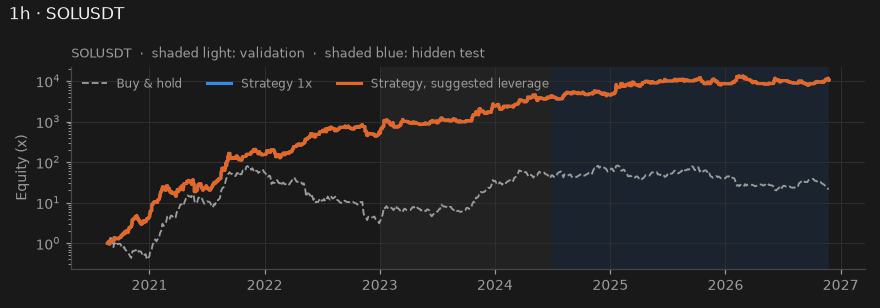 1h · SOLUSDT
SOLUSDT · shaded light: validation · shaded blue: hidden test
Buy & hold
Strategy 1x
Strategy, suggested leverage
Equity (x)
10⁴
10³
10²
10¹
10⁰
2021 2022 2023 2024 2025 2026 2027